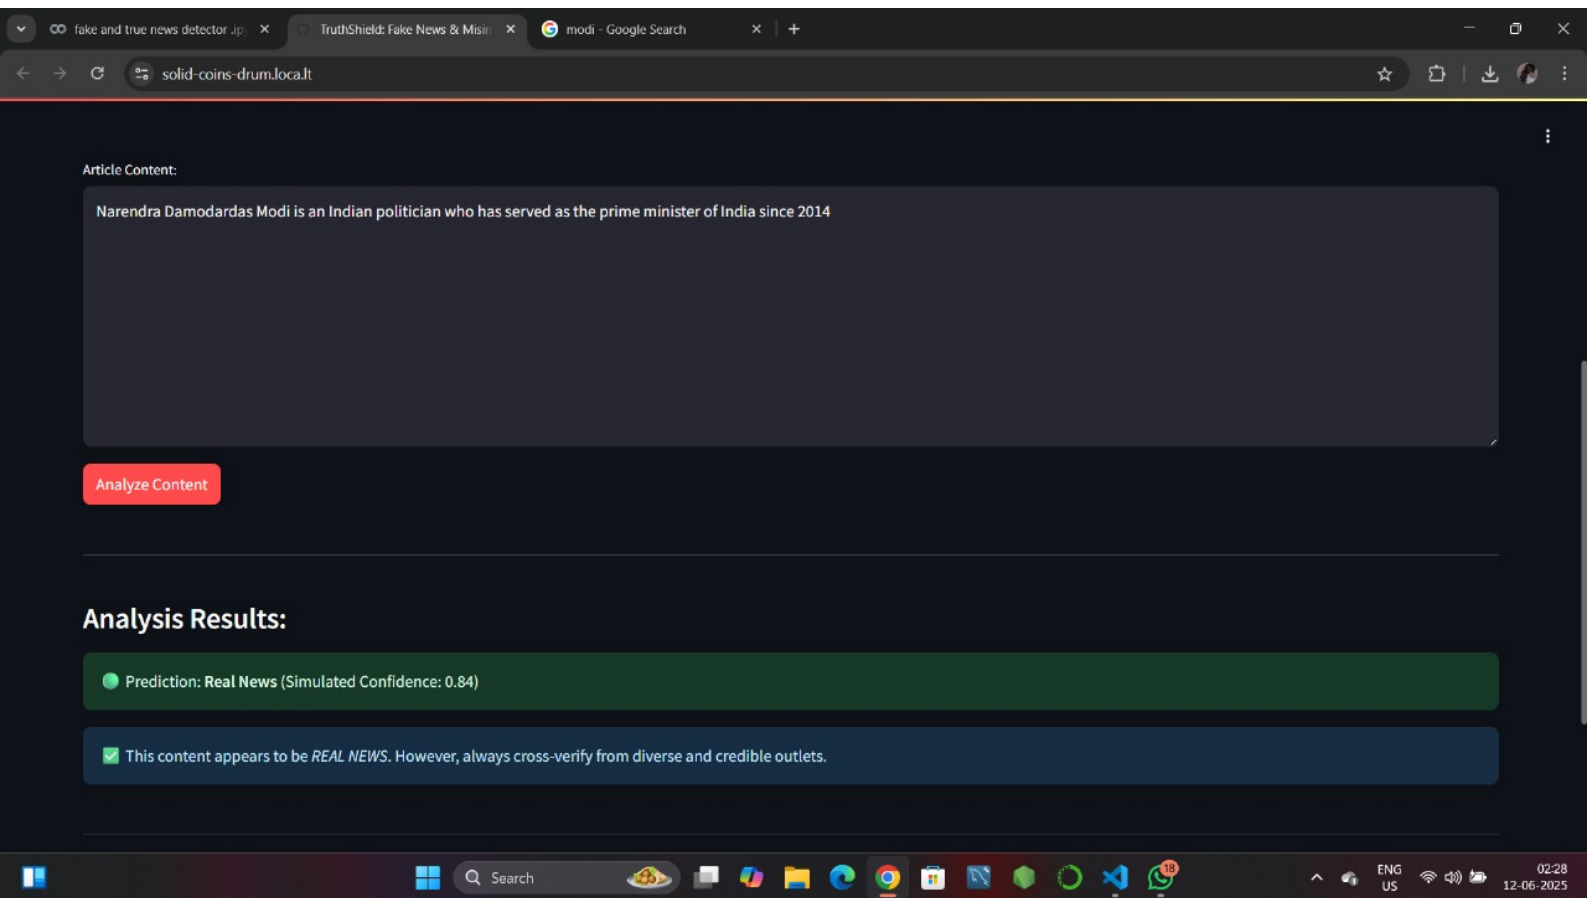 fake and true news detector .ip
TruthShield: Fake News & Misin
modi - Google Search
solid-coins-drum.loca.lt
Article Content:
Narendra Damodardas Modi is an Indian politician who has served as the prime minister of India since 2014
Analyze Content
Analysis Results:
Prediction: Real News (Simulated Confidence: 0.84)
This content appears to be REAL NEWS. However, always cross-verify from diverse and credible outlets.
Search
18
ENG
US
02:28
12-06-2025